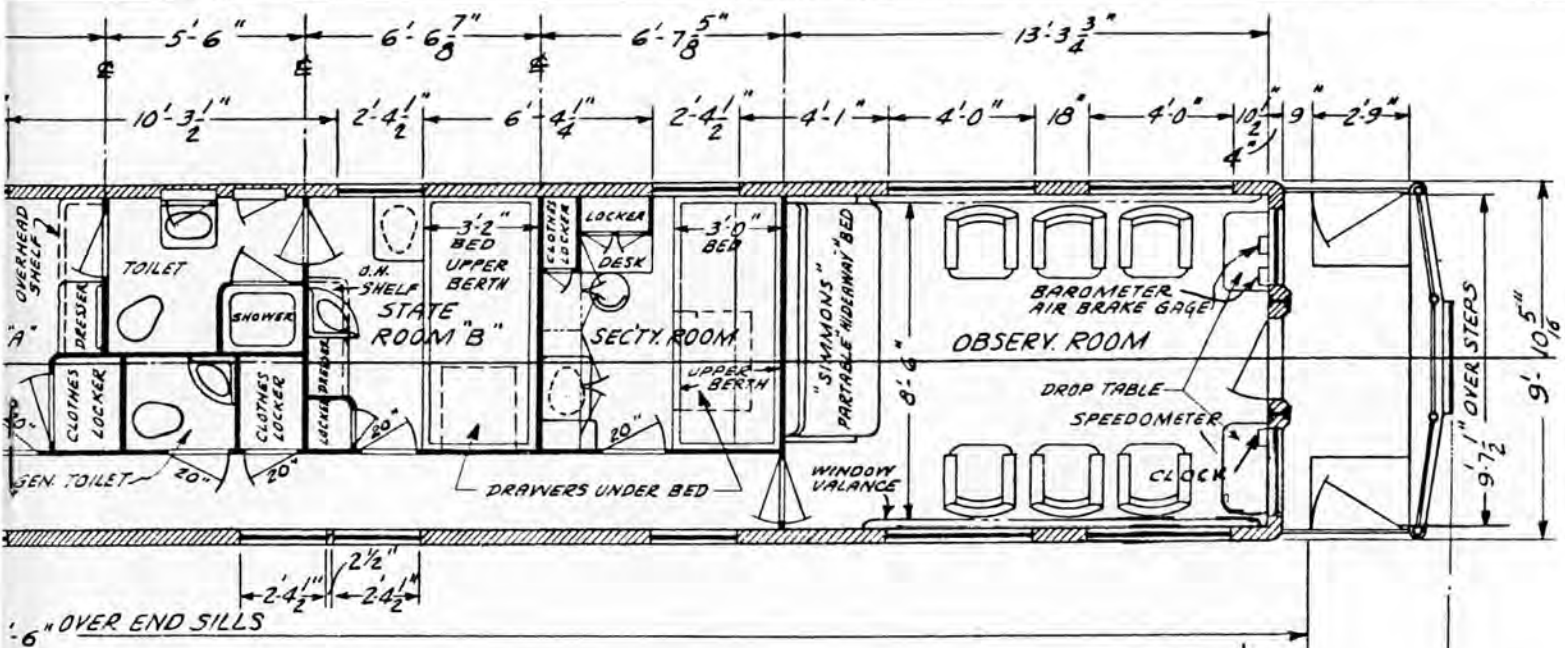 5'-6"
6'-6 7/8"
6'-7 5/8"
13'-3 3/4"
10'-3 1/2"
2'-4 1/2"
6'-4 1/4"
2'-4 1/2"
4'-1"
4'-0"
18"
4'-0"
10 1/2"
9"
2'-9"
4"
OVERHEAD
SHELF
"A"
DRESSER
TOILET
SHOWER
CLOTHES
LOCKER
GEN. TOILET
20"
CLOTHES
LOCKER
20"
O.N.
SHELF
STATE
ROOM "B"
DRESSER
LOCKER
20"
3'-2"
BED
UPPER
BERTH
CLOTHES
LOCKER
LOCKER
DESK
3'-0"
BED
SEC'TY. ROOM
UPPER
BERTH
20"
DRAWERS UNDER BED
"SIMMONS"
PARTABLE "HIDEAWAY" BED
8'-6"
WINDOW
VALANCE
OBSERV. ROOM
BAROMETER
AIR BRAKE GAGE
DROP TABLE
SPEEDOMETER
CLOCK
9'-7 1/2" OVER STEPS
9'-10 5/16"
2 1/2"
2'-4 1/2"
2'-4 1/2"
'-6" OVER END SILLS